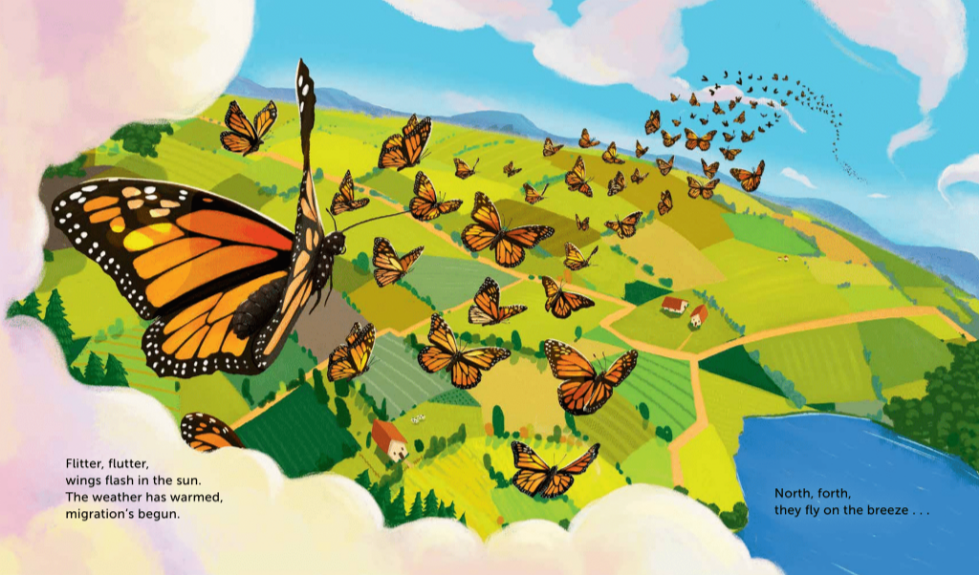 Flitter, flutter,
wings flash in the sun.
The weather has warmed,
migration's begun.
North, forth,
they fly on the breeze . . .